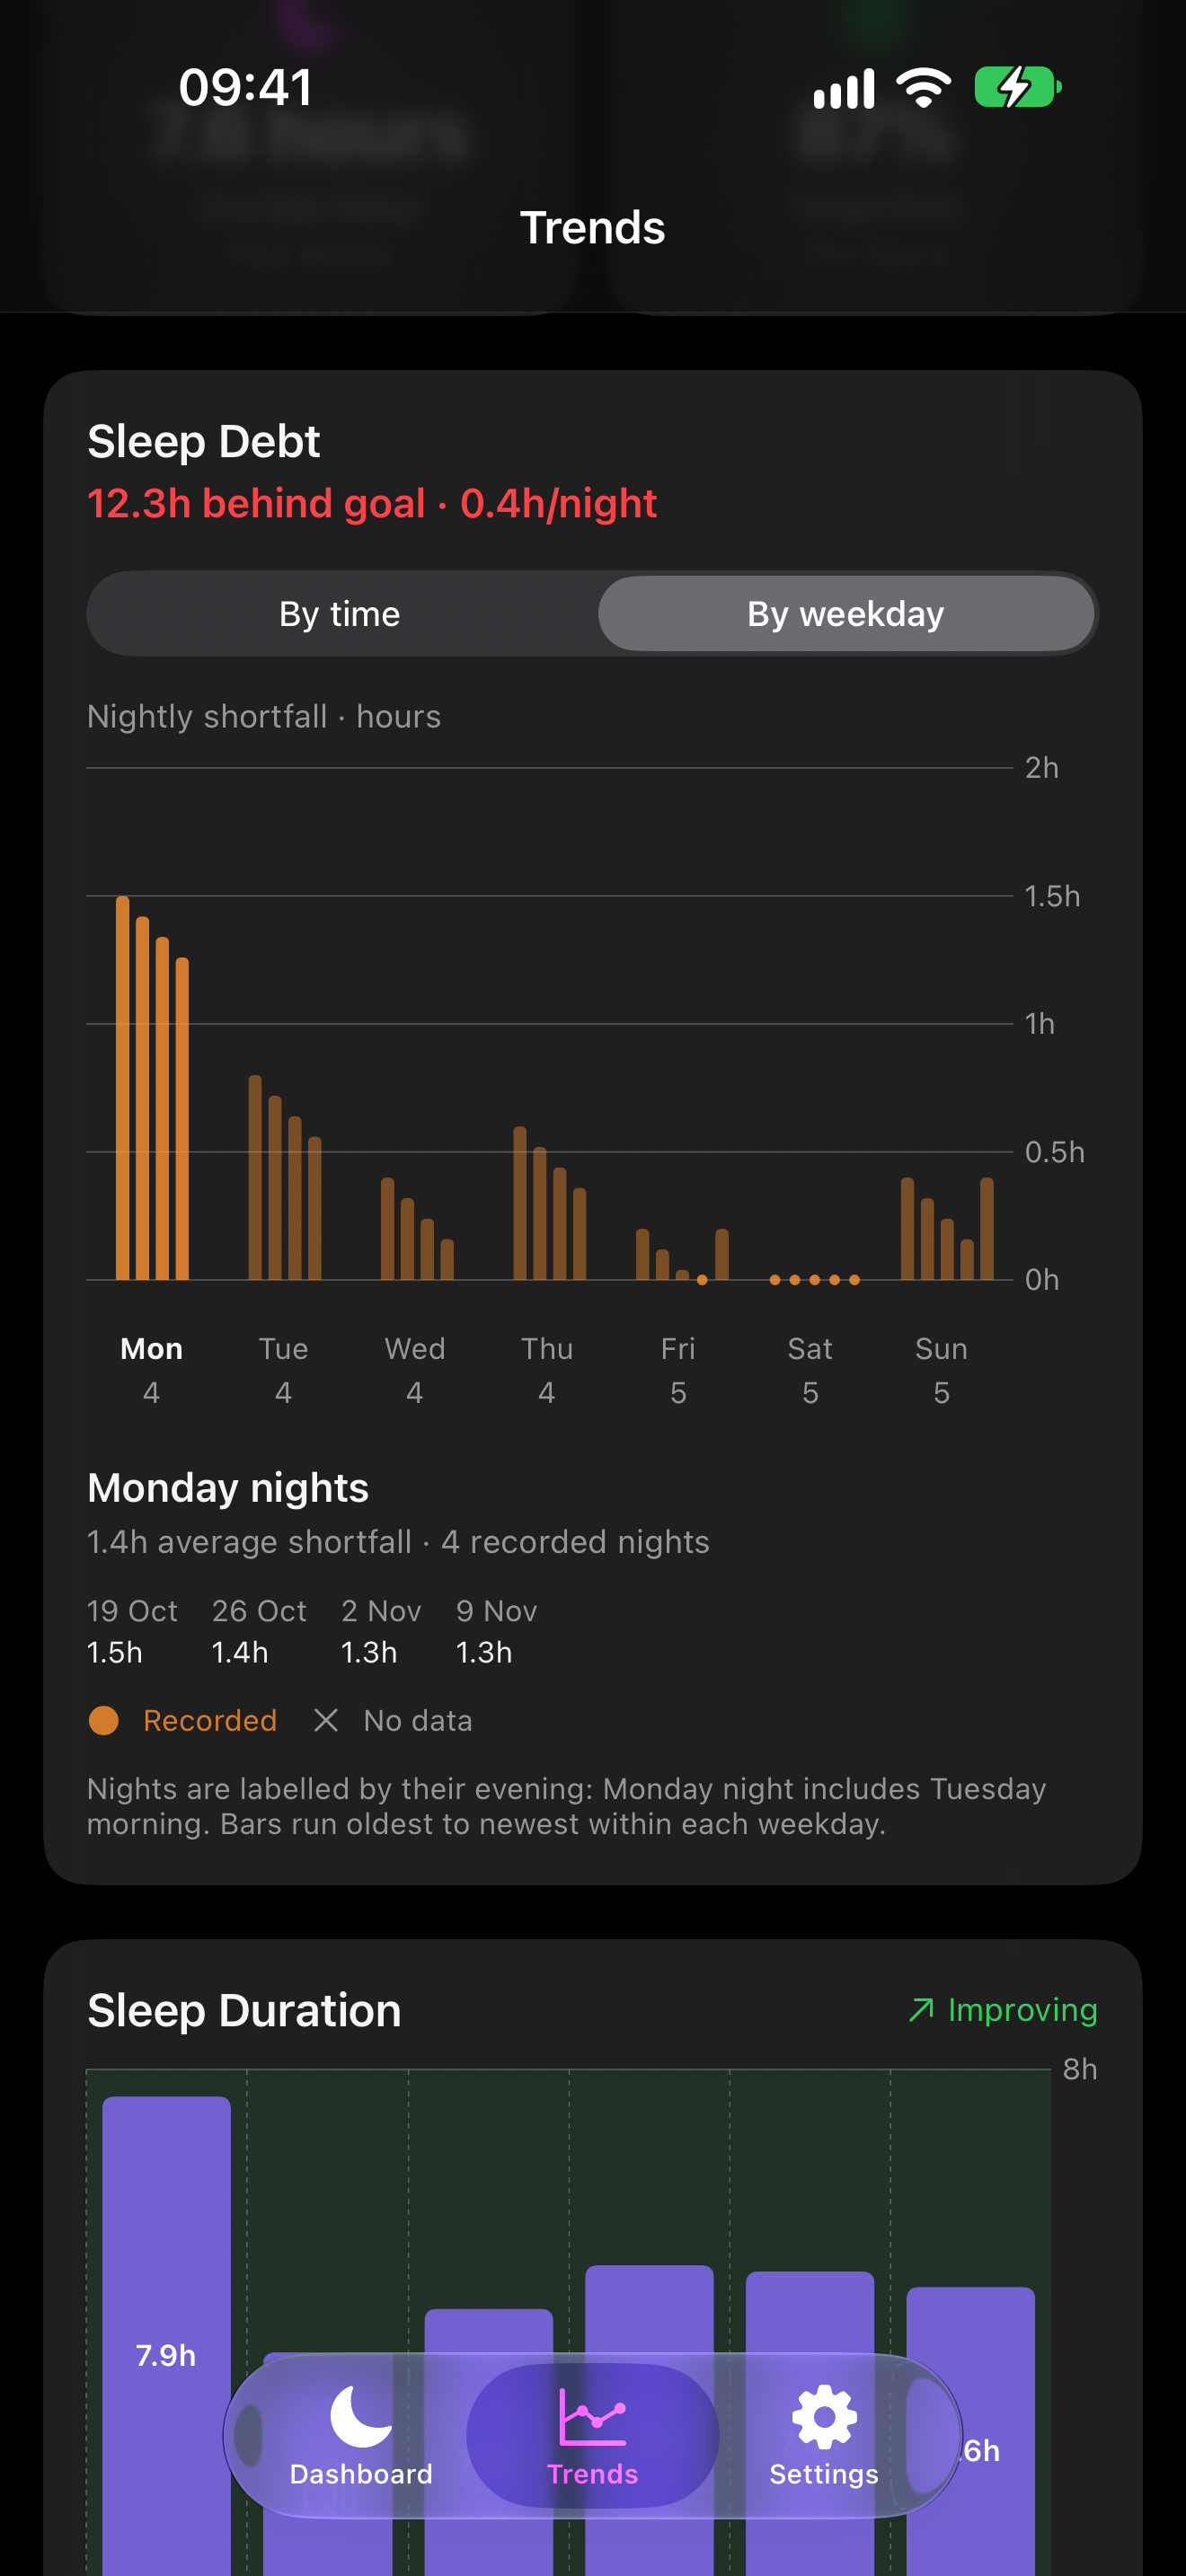 09:41
7.6 hours
87%
Trends
Sleep Debt
12.3h behind goal · 0.4h/night
By time
By weekday
Nightly shortfall · hours
2h
1.5h
1h
0.5h
0h
Mon Tue Wed Thu Fri Sat Sun
4 4 4 4 5 5 5
Monday nights
1.4h average shortfall · 4 recorded nights
19 Oct 26 Oct 2 Nov 9 Nov
1.5h 1.4h 1.3h 1.3h
Recorded No data
Nights are labelled by their evening: Monday night includes Tuesday
morning. Bars run oldest to newest within each weekday.
Sleep Duration
Improving
8h
7.9h
.6h
Dashboard
Trends
Settings